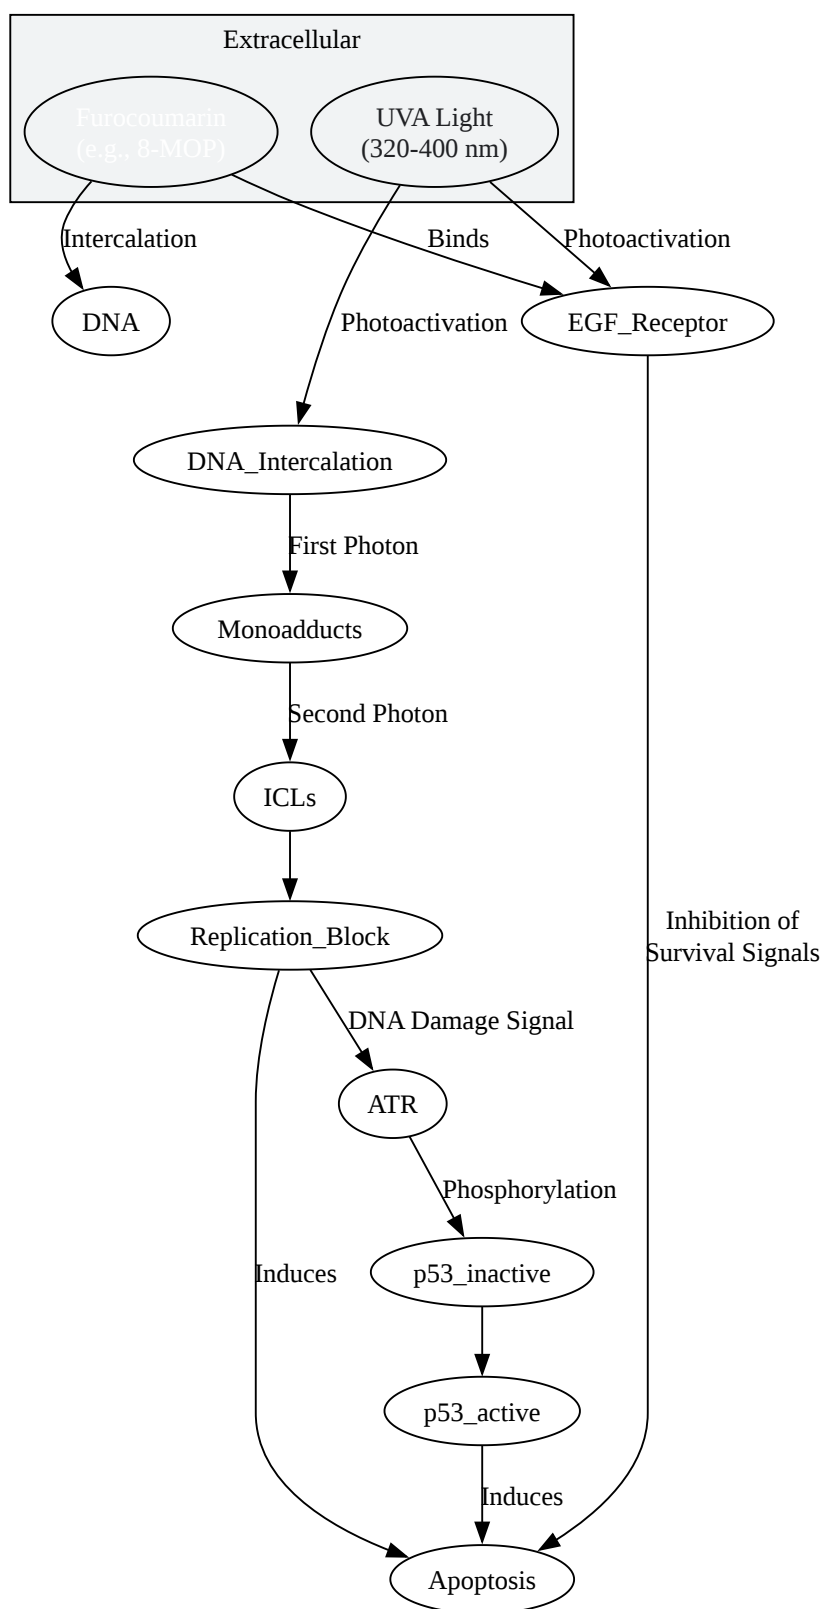 Extracellular
Furocoumarin
(e.g., 8-MOP)
UVA Light
(320-400 nm)
Intercalation
Binds
Photoactivation
DNA
Photoactivation
EGF_Receptor
DNA_Intercalation
First Photon
Monoadducts
Second Photon
ICLs
Replication_Block
Inhibition of
Survival Signals
DNA Damage Signal
ATR
Phosphorylation
Induces
p53_inactive
p53_active
Induces
Apoptosis